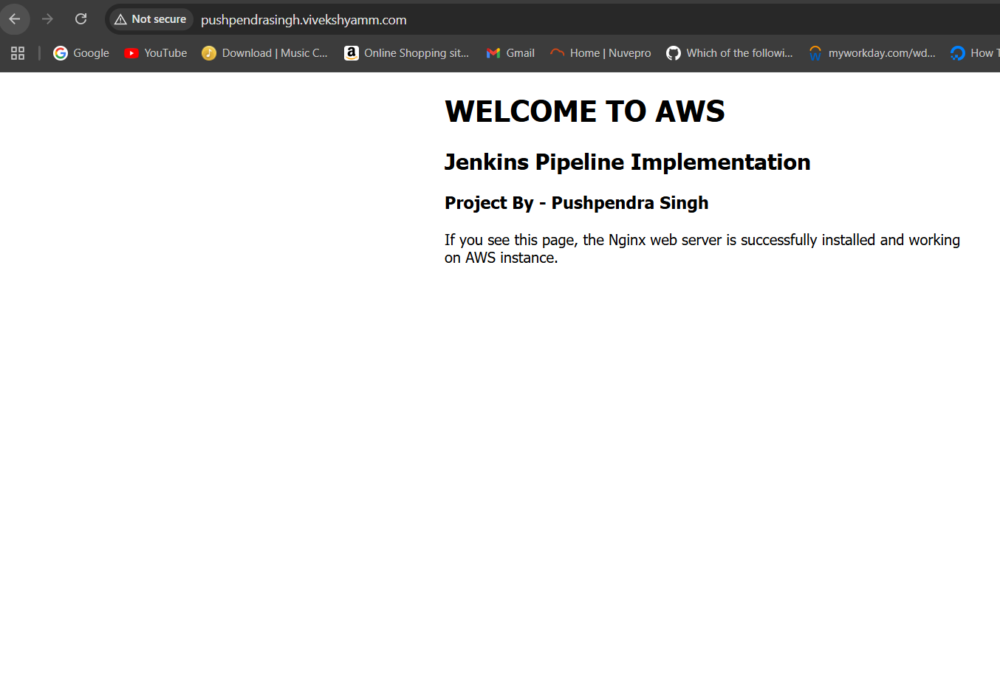 Not secure pushpendrasingh.vivekshyamm.com
Google YouTube Download | Music C... Online Shopping sit... Gmail Home | Nuvepro Which of the followi... myworkday.com/wd... How T
WELCOME TO AWS
Jenkins Pipeline Implementation
Project By - Pushpendra Singh
If you see this page, the Nginx web server is successfully installed and working
on AWS instance.